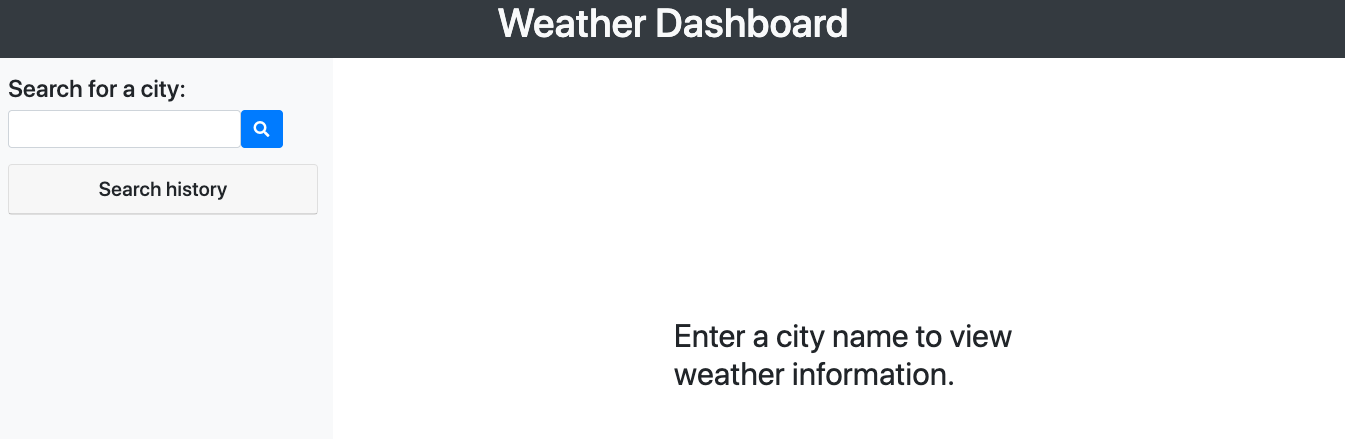 Weather Dashboard
Search for a city:
Search history
Enter a city name to view
weather information.